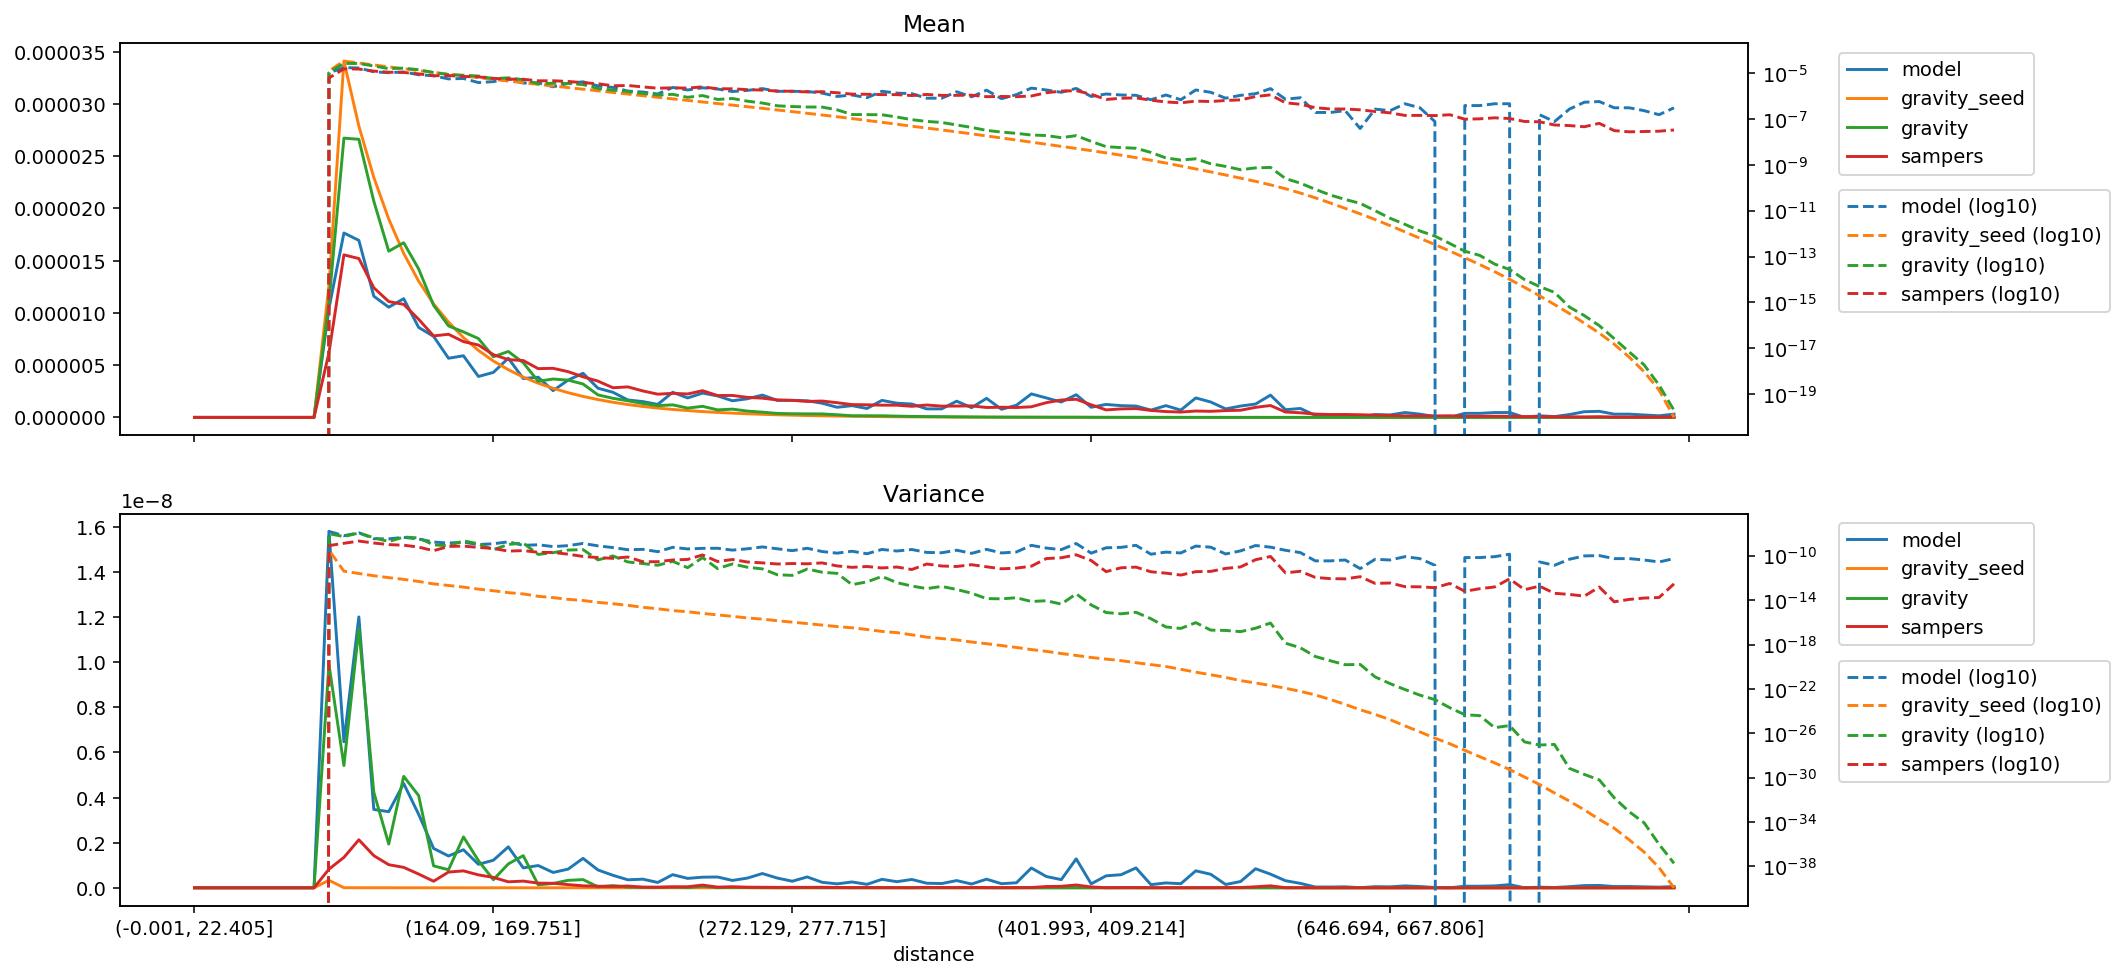 Mean
0.000035
0.000030
0.000025
0.000020
0.000015
0.000010
0.000005
0.000000
10⁻⁵
10⁻⁷
10⁻⁹
10⁻¹¹
10⁻¹³
10⁻¹⁵
10⁻¹⁷
10⁻¹⁹
model
gravity_seed
gravity
sampers
model (log10)
gravity_seed (log10)
gravity (log10)
sampers (log10)
Variance
1e−8
1.6
1.4
1.2
1.0
0.8
0.6
0.4
0.2
0.0
10⁻¹⁰
10⁻¹⁴
10⁻¹⁸
10⁻²²
10⁻²⁶
10⁻³⁰
10⁻³⁴
10⁻³⁸
model
gravity_seed
gravity
sampers
model (log10)
gravity_seed (log10)
gravity (log10)
sampers (log10)
(-0.001, 22.405] (164.09, 169.751] (272.129, 277.715] (401.993, 409.214] (646.694, 667.806]
distance